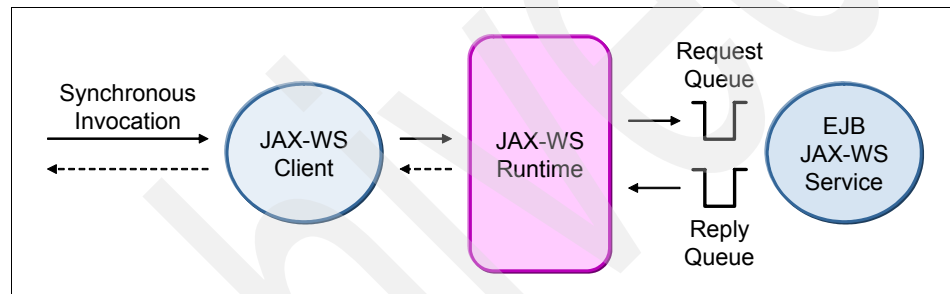 Synchronous
Invocation
JAX-WS
Client
JAX-WS
Runtime
Request
Queue
EJB
JAX-WS
Service
Reply
Queue